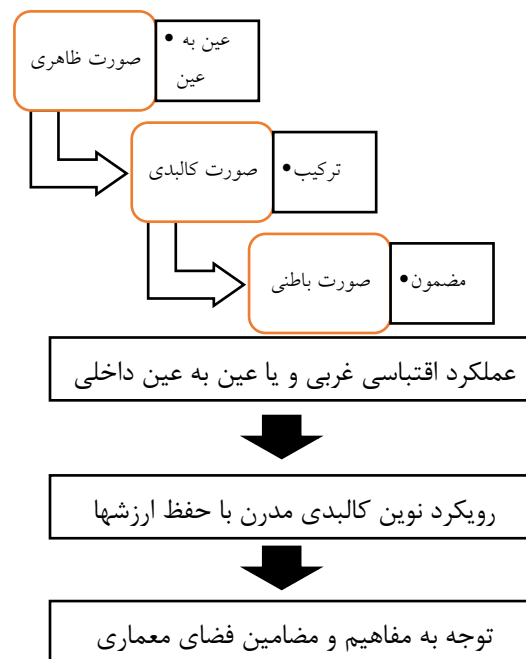 صورت ظاهری
• عین به
عین
صورت کالبدی
• ترکیب
صورت باطنی
• مضمون
عملکرد اقتباسی غربی و یا عین به عین داخلی
رویکرد نوین کالبدی مدرن با حفظ ارزشها
توجه به مفاهیم و مضامین فضای معماری